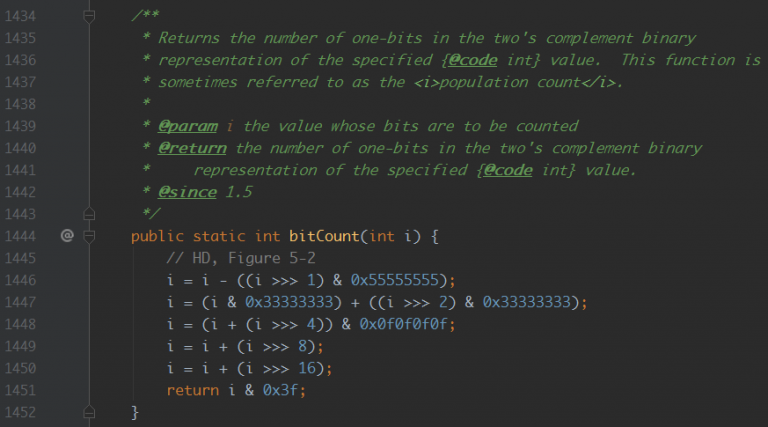 1434 /**
1435 * Returns the number of one-bits in the two's complement binary
1436 * representation of the specified {@code int} value.  This function is
1437 * sometimes referred to as the <i>population count</i>.
1438 *
1439 * @param i the value whose bits are to be counted
1440 * @return the number of one-bits in the two's complement binary
1441 *     representation of the specified {@code int} value.
1442 * @since 1.5
1443 */
1444 @ public static int bitCount(int i) {
1445 // HD, Figure 5-2
1446 i = i - ((i >>> 1) & 0x55555555);
1447 i = (i & 0x33333333) + ((i >>> 2) & 0x33333333);
1448 i = (i + (i >>> 4)) & 0x0f0f0f0f;
1449 i = i + (i >>> 8);
1450 i = i + (i >>> 16);
1451 return i & 0x3f;
1452 }